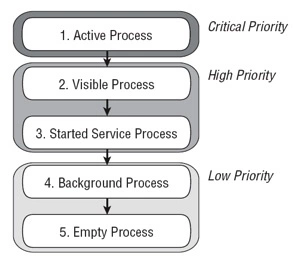 1. Active Process
Critical Priority
2. Visible Process
High Priority
3. Started Service Process
4. Background Process
Low Priority
5. Empty Process